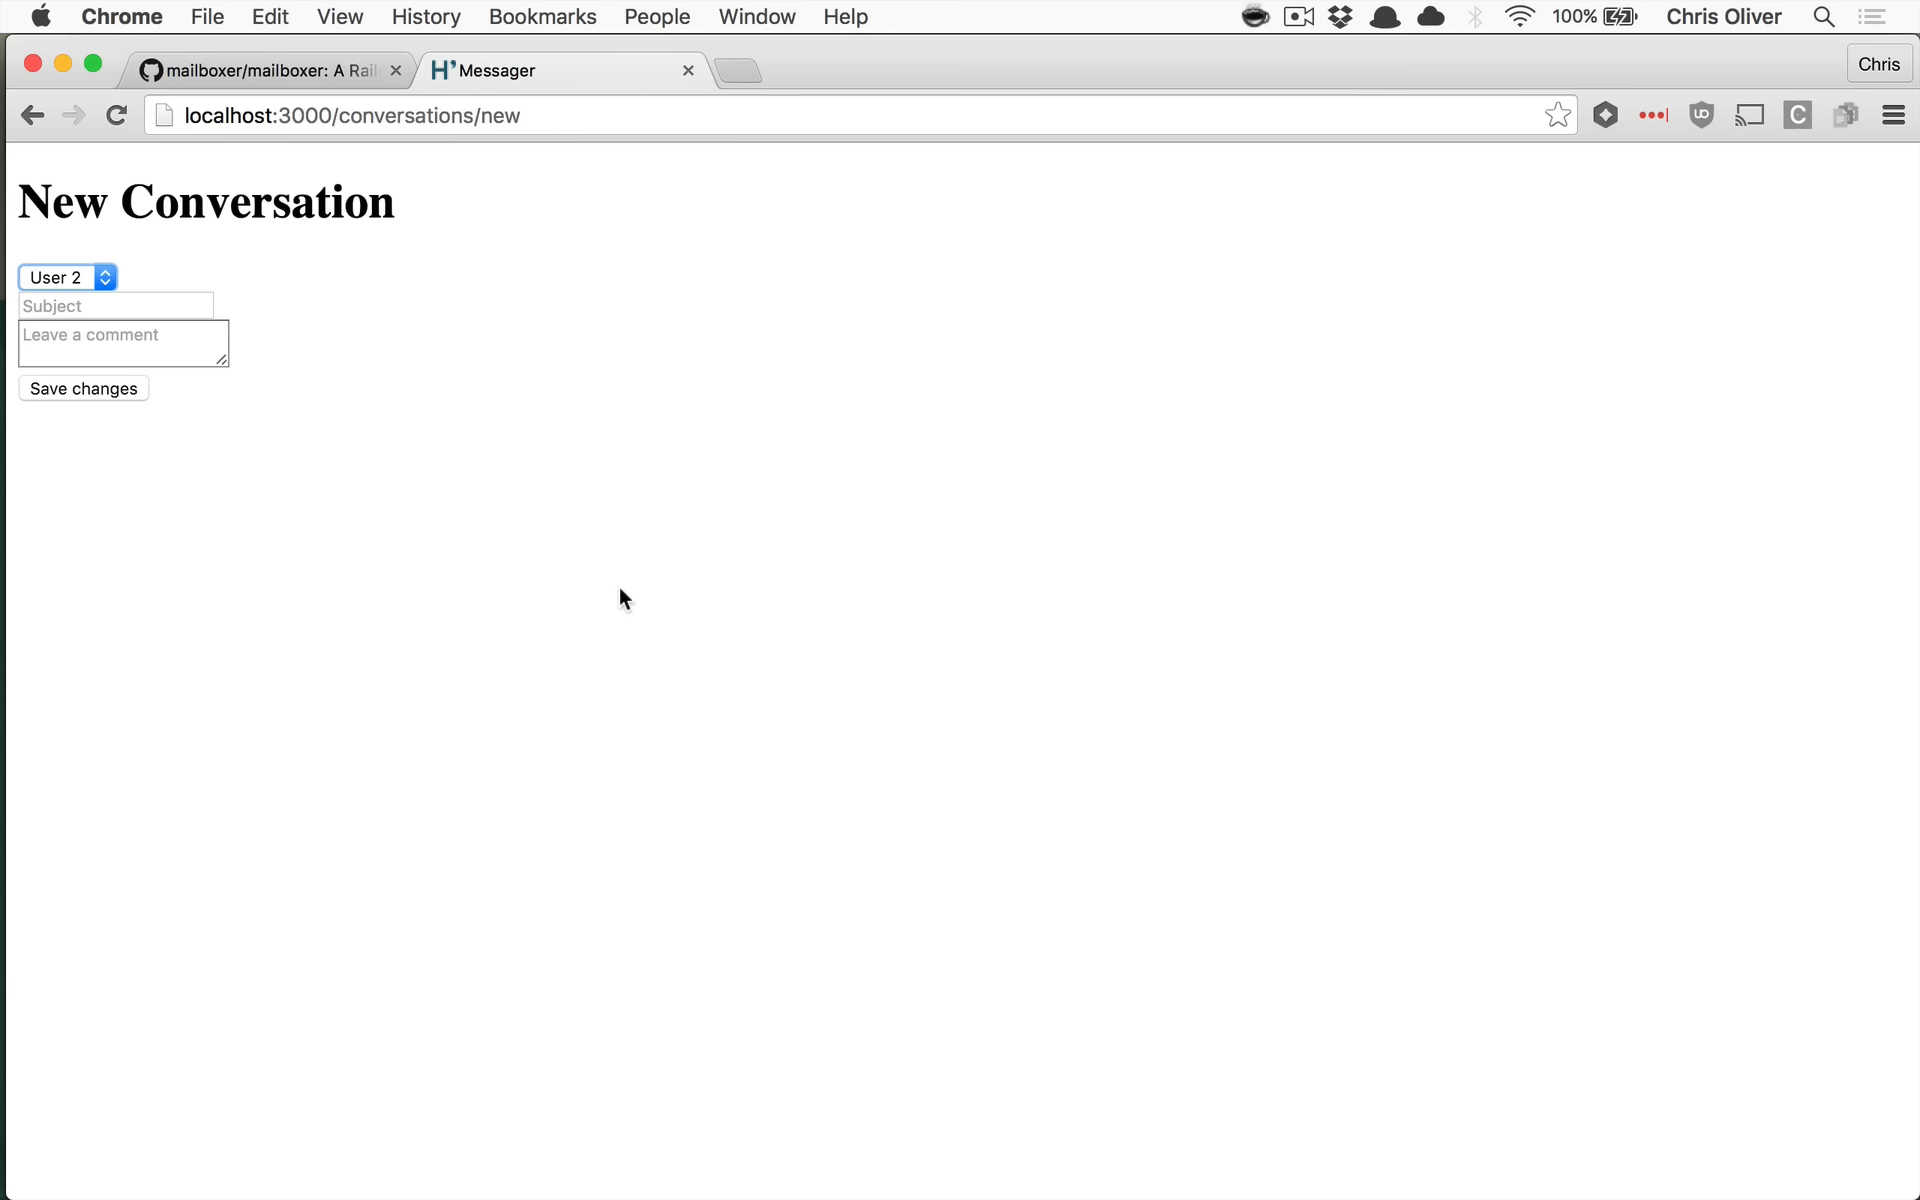 Chrome File Edit View History Bookmarks People Window Help 100% Chris Oliver
mailboxer/mailboxer: A Rail
H’ Messager
Chris
localhost:3000/conversations/new
New Conversation
User 2
Subject
Leave a comment
Save changes